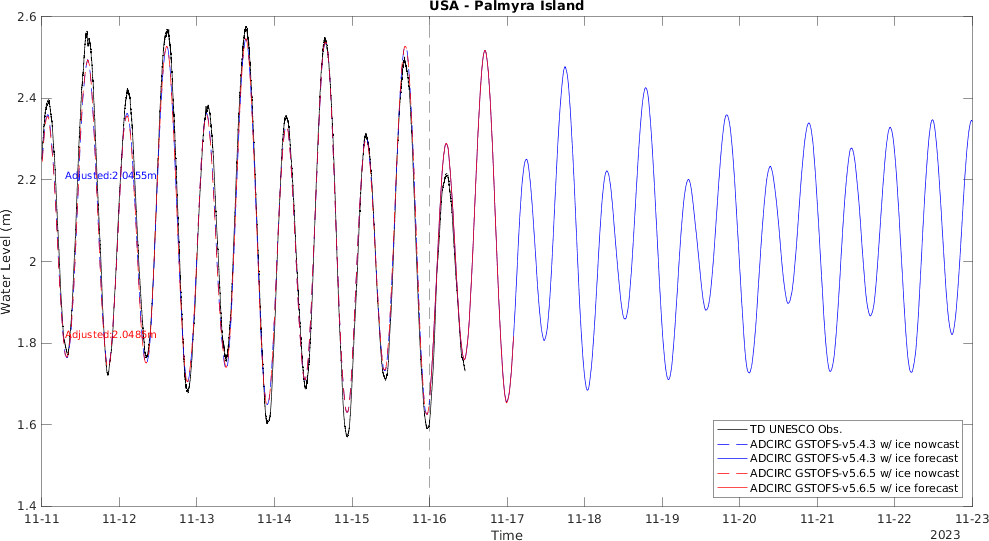 USA - Palmyra Island
2.6
2.4
2.2
2
1.8
1.6
1.4
Water Level (m)
Adjusted:2.0455m
Adjusted:2.0486m
TD UNESCO Obs.
ADCIRC GSTOFS-v5.4.3 w/ ice nowcast
ADCIRC GSTOFS-v5.4.3 w/ ice forecast
ADCIRC GSTOFS-v5.6.5 w/ ice nowcast
ADCIRC GSTOFS-v5.6.5 w/ ice forecast
11-11 11-12 11-13 11-14 11-15 11-16 11-17 11-18 11-19 11-20 11-21 11-22 11-23
Time
2023